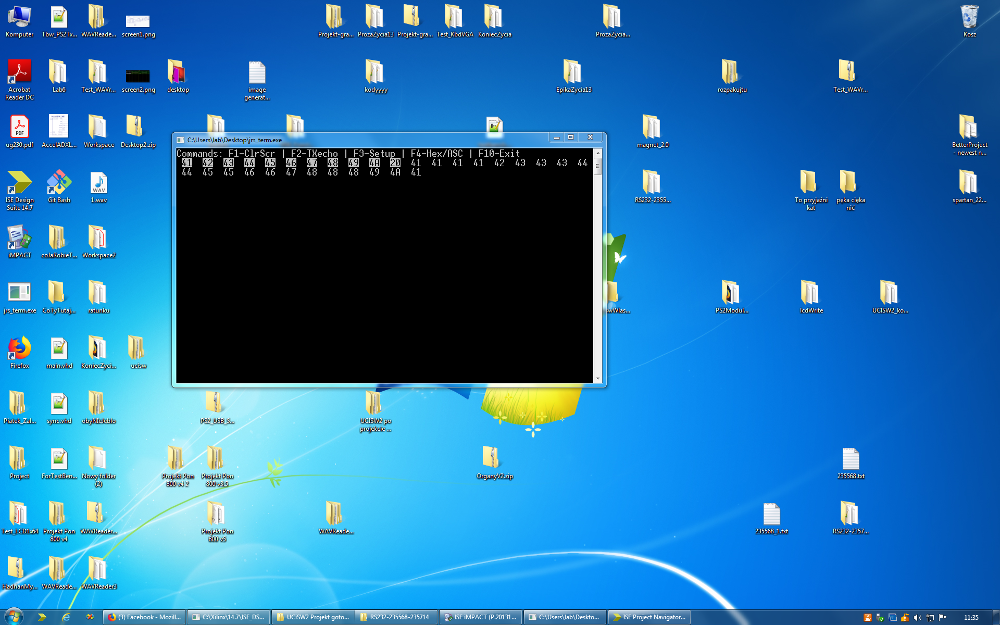 Komputer
Tbw_PS2Tx...
WAVReade...
screen1.png
Projekt-gra...
ProzaZycia13
Projekt-gra...
Test_KbdVGA
KoniecZycia
ProzaZycia...
Kosz
Acrobat
Reader DC
Lab6
Test_WAVr...
screen2.png
desktop
image
generat...
kodyyyy
EpikaZycia13
rozpakujtu
Test_WAVr...
ug230.pdf
AccelADXL...
Workspace
Desktop2.zip
magnet_2.0
BetterProject
- newest n...
C:\Users\lab\Desktop\jrs_term.exe
Commands: F1-ClrScr | F2-TXecho | F3-Setup | F4-Hex/ASC | F10-Exit
41 42 43 44 45 46 47 48 49 4A 20 41 41 41 41 42 43 43 43 44
44 45 45 46 46 47 48 48 48 49 4A 41
ISE Design
Suite 14.7
Git Bash
WAV
1.wav
RS232-2355...
To przyjaźni
kat
pęka cięka
nić
spartan_22...
iMPACT
coJaRobieT...
Workspace2
jrs_term.exe
CoTyTutaj...
ratunku
swWlas...
PS2Modul...
lcdWrite
UCISW2_ko...
Firefox
main.vhd
KoniecZyci...
ucisw
Piatek_Zal...
sync.vhd
obyNIeJeblo
PS2_USB_S...
UCISW2 po
projekcie ...
Project
ForTestBen...
Nowy folder
(2)
Projekt Pon
800 v4 2
Projekt Pon
800 v3.5
OrganyV2.zip
235568.txt
Test_LCD1x64
Projekt Pon
800 v4
WAVReader...
Projekt Pon
800 v5
WAVReade...
235568_1.txt
RS232-2357...
HadrianMy...
WAVReade...
WAVReader3
(3) Facebook - Mozill...
C:\Xilinx\14.7\ISE_DS...
UCiSW2 Projekt goto...
RS232-235568-235714
ISE iMPACT (P.20131...
C:\Users\lab\Deskto...
ISE Project Navigator...
11:35